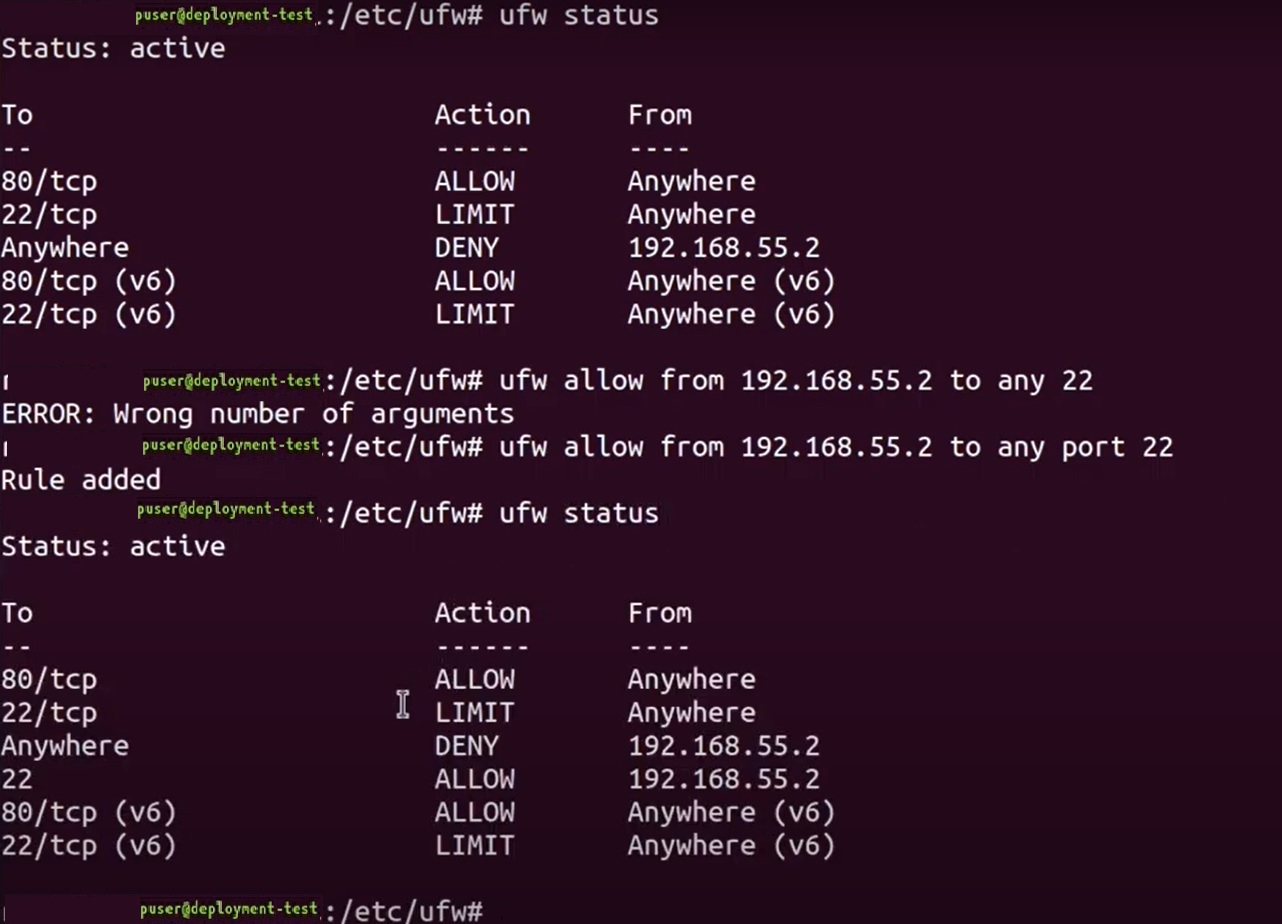 puser@deployment-test:/etc/ufw# ufw status
Status: active
To Action From
-- ------ ----
80/tcp ALLOW Anywhere
22/tcp LIMIT Anywhere
Anywhere DENY 192.168.55.2
80/tcp (v6) ALLOW Anywhere (v6)
22/tcp (v6) LIMIT Anywhere (v6)
puser@deployment-test:/etc/ufw# ufw allow from 192.168.55.2 to any 22
ERROR: Wrong number of arguments
puser@deployment-test:/etc/ufw# ufw allow from 192.168.55.2 to any port 22
Rule added
puser@deployment-test:/etc/ufw# ufw status
Status: active
To Action From
-- ------ ----
80/tcp ALLOW Anywhere
22/tcp LIMIT Anywhere
Anywhere DENY 192.168.55.2
22 ALLOW 192.168.55.2
80/tcp (v6) ALLOW Anywhere (v6)
22/tcp (v6) LIMIT Anywhere (v6)
puser@deployment-test:/etc/ufw#